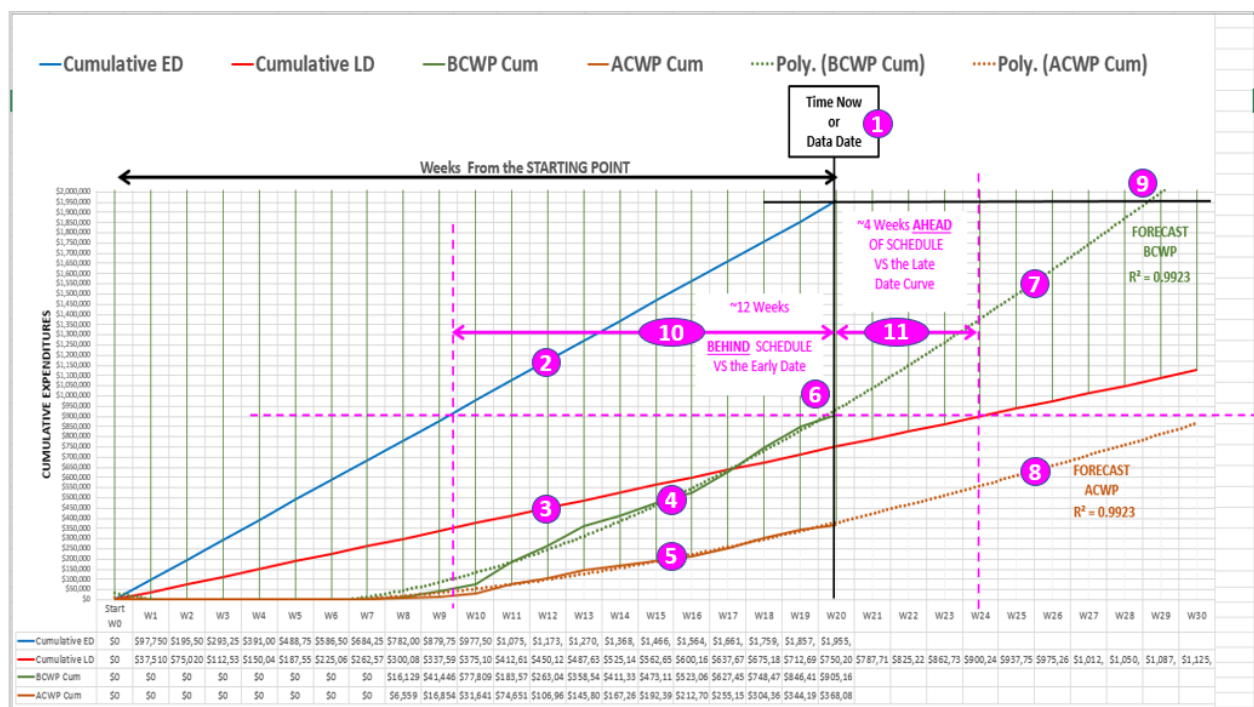 Cumulative ED Cumulative LD BCWP Cum ACWP Cum Poly. (BCWP Cum) Poly. (ACWP Cum)
Time Now
or
Data Date
1
Weeks From the STARTING POINT
CUMULATIVE EXPENDITURES
$2,000,000
$1,950,000
$1,900,000
$1,850,000
$1,800,000
$1,750,000
$1,700,000
$1,650,000
$1,600,000
$1,550,000
$1,500,000
$1,450,000
$1,400,000
$1,350,000
$1,300,000
$1,250,000
$1,200,000
$1,150,000
$1,100,000
$1,050,000
$1,000,000
$950,000
$900,000
$850,000
$800,000
$750,000
$700,000
$650,000
$600,000
$550,000
$500,000
$450,000
$400,000
$350,000
$300,000
$250,000
$200,000
$150,000
$100,000
$50,000
$0
9
~4 Weeks AHEAD
OF SCHEDULE
VS the Late
Date Curve
FORECAST
BCWP
R² = 0.9923
7
~12 Weeks
10
11
BEHIND SCHEDULE
VS the Early Date
2
6
3
4
5
8
FORECAST
ACWP
R² = 0.9923
Start
W0 W1 W2 W3 W4 W5 W6 W7 W8 W9 W10 W11 W12 W13 W14 W15 W16 W17 W18 W19 W20 W21 W22 W23 W24 W25 W26 W27 W28 W29 W30
Cumulative ED $0 $97,750 $195,50 $293,25 $391,00 $488,75 $586,50 $684,25 $782,00 $879,75 $977,50 $1,075, $1,173, $1,270, $1,368, $1,466, $1,564, $1,661, $1,759, $1,857, $1,955,
Cumulative LD $0 $37,510 $75,020 $112,53 $150,04 $187,55 $225,06 $262,57 $300,08 $337,59 $375,10 $412,61 $450,12 $487,63 $525,14 $562,65 $600,16 $637,67 $675,18 $712,69 $750,20 $787,71 $825,22 $862,73 $900,24 $937,75 $975,26 $1,012, $1,050, $1,087, $1,125,
BCWP Cum $0 $0 $0 $0 $0 $0 $0 $0 $16,129 $41,446 $77,809 $183,57 $263,04 $358,54 $411,33 $473,11 $523,06 $627,45 $748,47 $846,41 $905,16
ACWP Cum $0 $0 $0 $0 $0 $0 $0 $0 $6,559 $16,854 $31,641 $74,651 $106,96 $145,80 $167,26 $192,39 $212,70 $255,15 $304,36 $344,19 $368,08